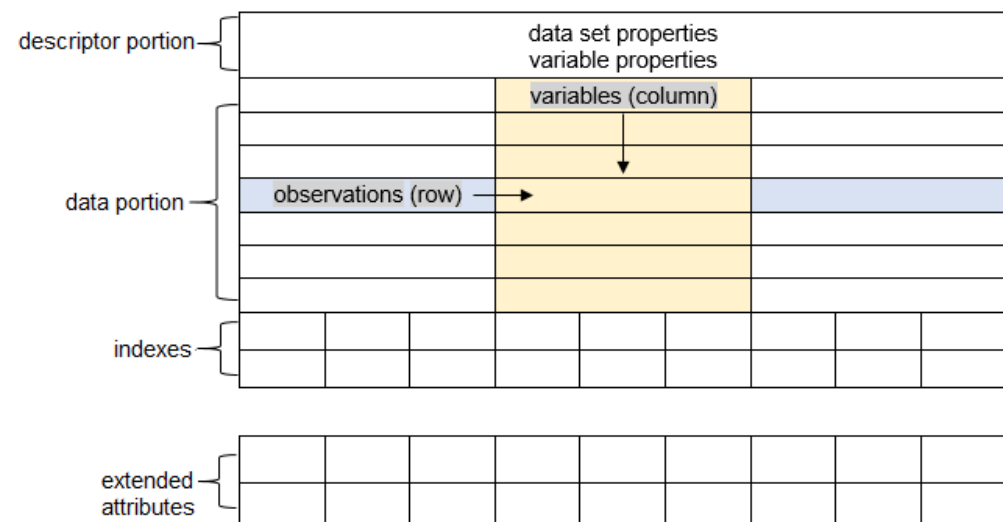 descriptor portion
data set properties
variable properties
variables (column)
observations (row)
data portion
indexes
extended
attributes